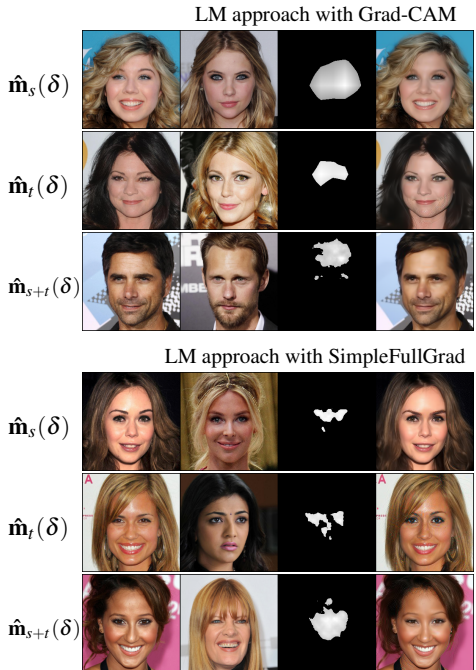 LM approach with Grad-CAM
m̂ₛ(δ)
m̂ₜ(δ)
m̂ₛ₊ₜ(δ)
LM approach with SimpleFullGrad
m̂ₛ(δ)
m̂ₜ(δ)
A
m̂ₛ₊ₜ(δ)